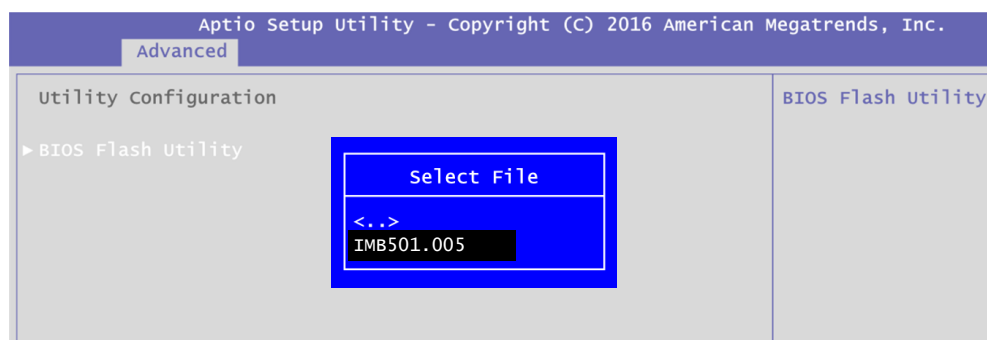 Aptio Setup Utility – Copyright (C) 2016 American Megatrends, Inc.
Advanced
Utility Configuration
BIOS Flash Utility
▶ BIOS Flash Utility
Select File
<..>
IMB501.005